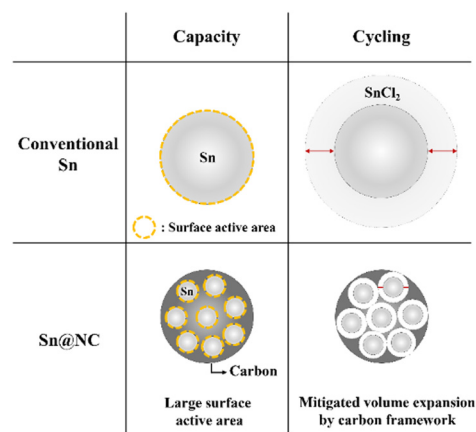 Capacity
Cycling
Conventional
Sn
Sn
SnCl2
: Surface active area
Sn@NC
Sn
Carbon
Large surface
active area
Mitigated volume expansion
by carbon framework